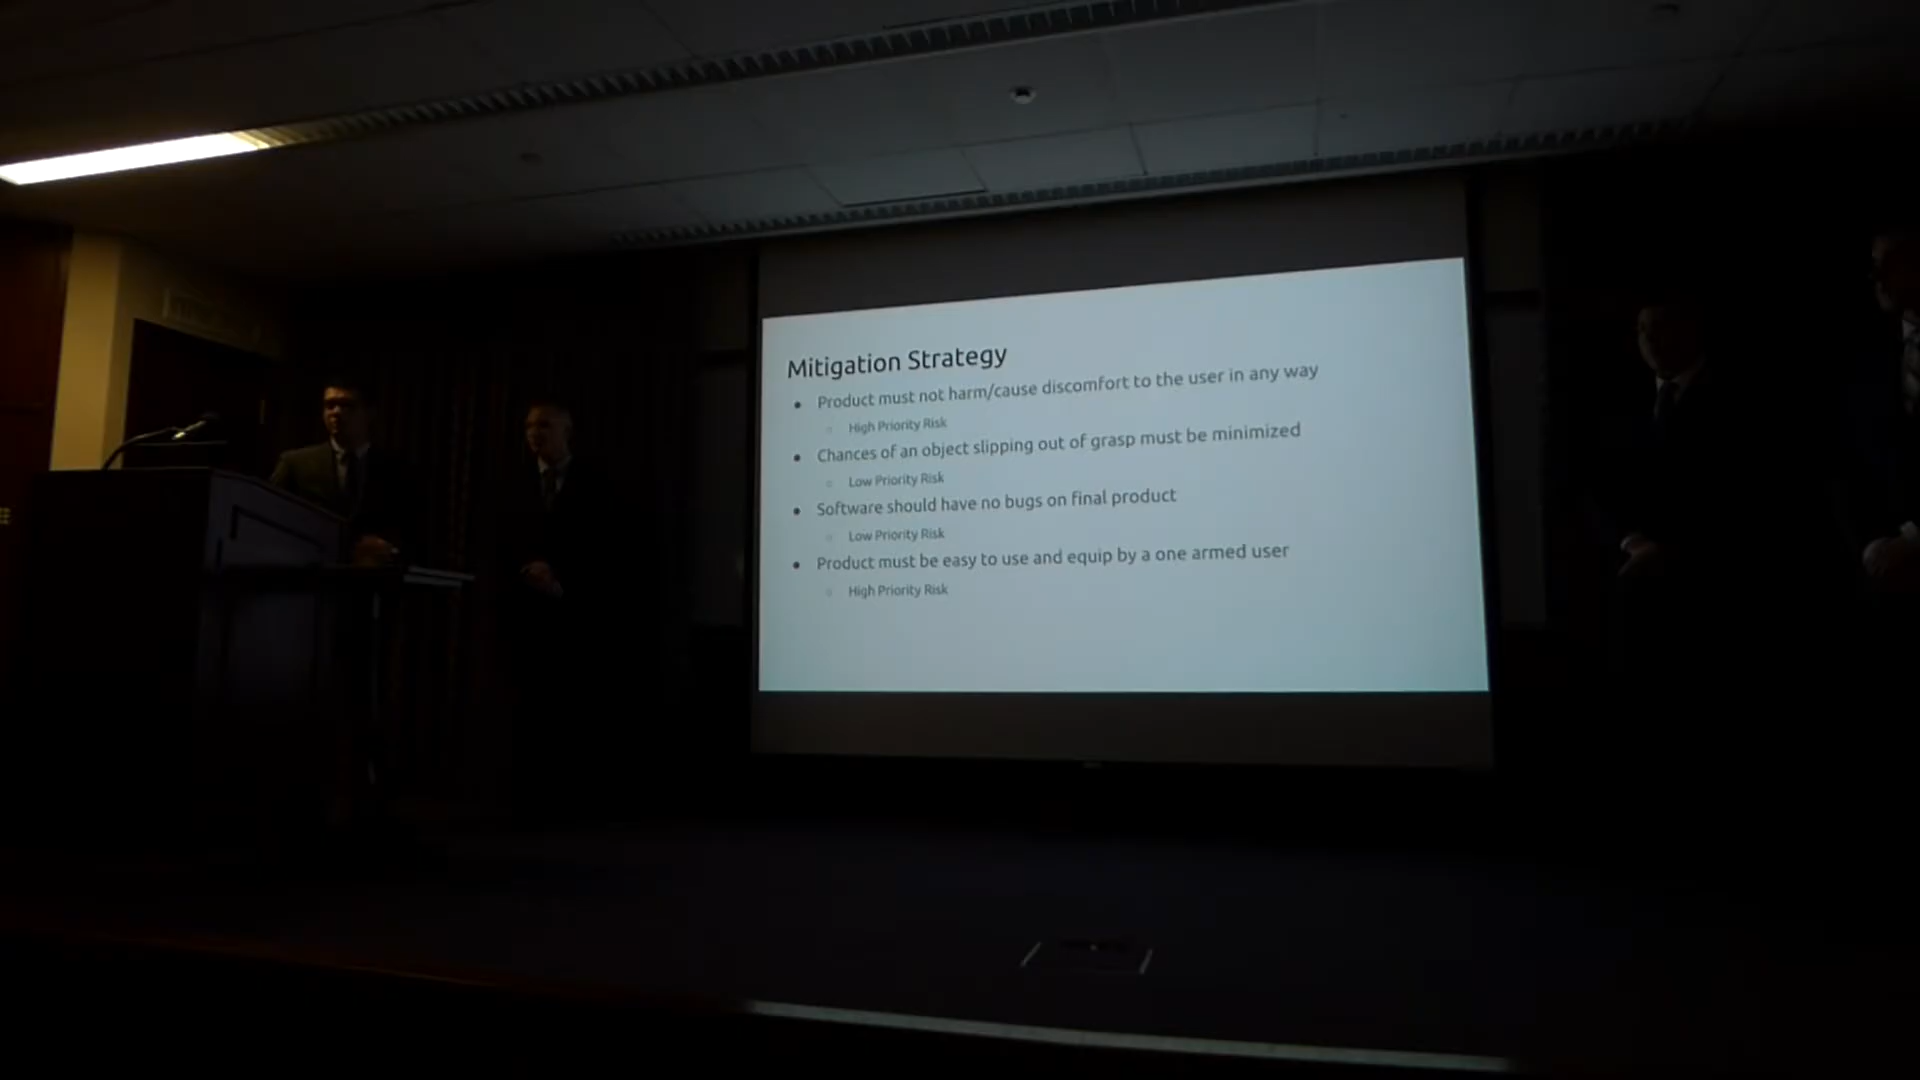 Mitigation Strategy
● Product must not harm/cause discomfort to the user in any way
○ High Priority Risk
● Chances of an object slipping out of grasp must be minimized
○ Low Priority Risk
● Software should have no bugs on final product
○ Low Priority Risk
● Product must be easy to use and equip by a one armed user
○ High Priority Risk